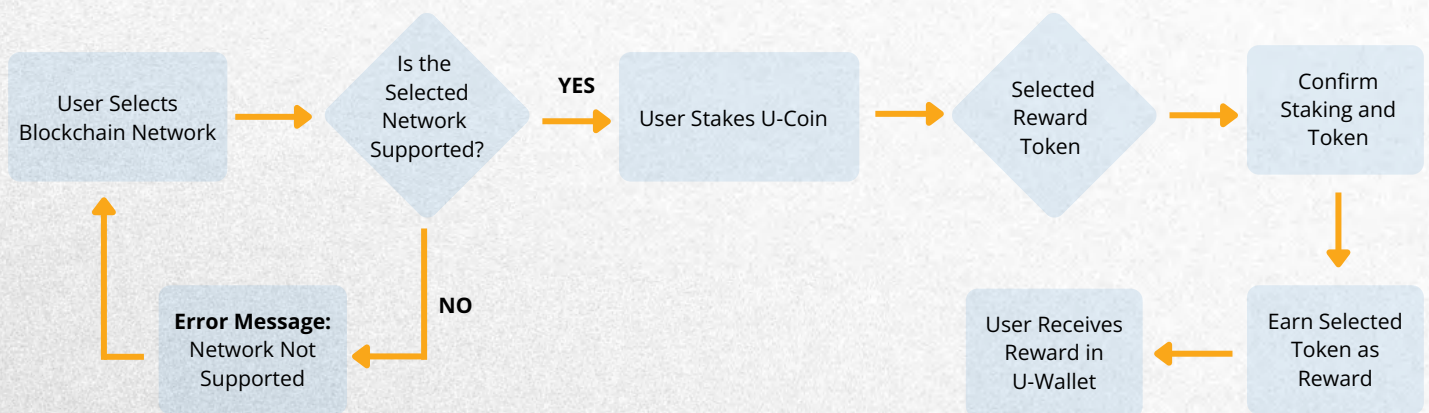 User Selects
Blockchain Network
Is the
Selected
Network
Supported?
YES
User Stakes U-Coin
Selected
Reward
Token
Confirm
Staking and
Token
NO
Error Message:
Network Not
Supported
Earn Selected
Token as
Reward
User Receives
Reward in
U-Wallet